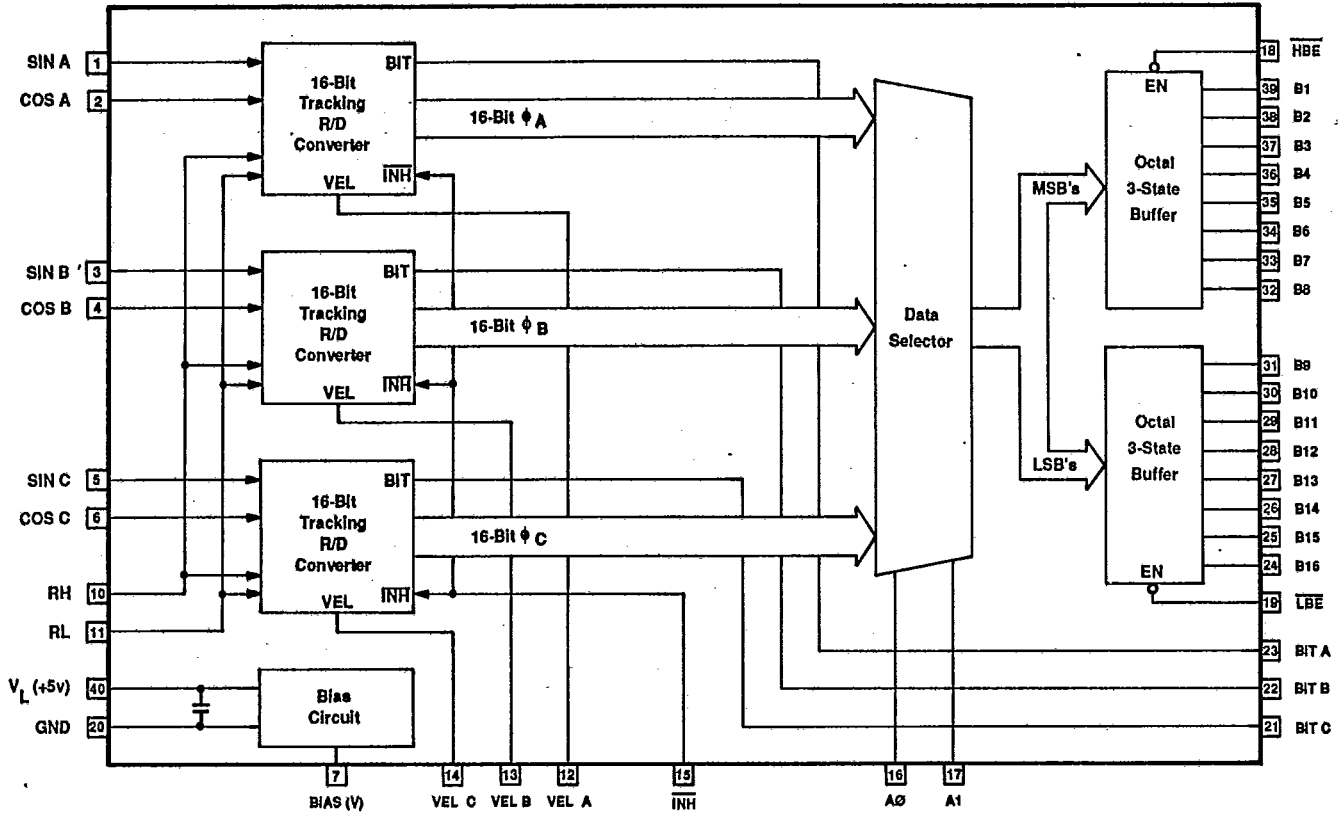 SIN A 1
COS A 2
16-Bit
Tracking
R/D
Converter
BIT
VEL
INH
16-Bit ϕA
SIN B 3
COS B 4
16-Bit
Tracking
R/D
Converter
BIT
VEL
INH
16-Bit ϕB
SIN C 5
COS C 6
16-Bit
Tracking
R/D
Converter
BIT
VEL
INH
16-Bit ϕC
RH 10
RL 11
VL (+5v) 40
GND 20
Bias
Circuit
Data
Selector
MSB's
LSB's
EN
Octal
3-State
Buffer
Octal
3-State
Buffer
EN
18 HBE
39 B1
38 B2
37 B3
36 B4
35 B5
34 B6
33 B7
32 B8
31 B9
30 B10
29 B11
28 B12
27 B13
26 B14
25 B15
24 B16
19 LBE
23 BIT A
22 BIT B
21 BIT C
7 14 13 12 15 16 17
BIAS (V) VEL C VEL B VEL A INH AØ A1